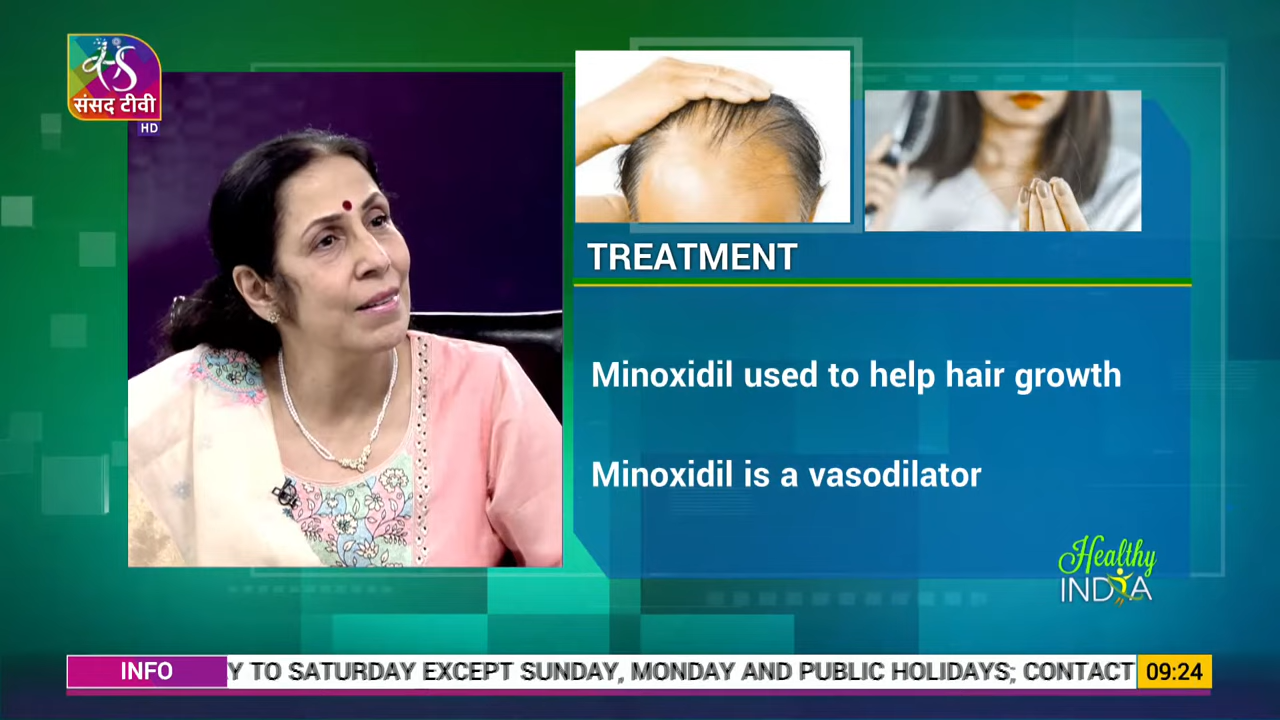 संसद टीवी
HD
TREATMENT
Minoxidil used to help hair growth
Minoxidil is a vasodilator
Healthy
INDIA
INFO
Y TO SATURDAY EXCEPT SUNDAY, MONDAY AND PUBLIC HOLIDAYS; CONTACT
09:24